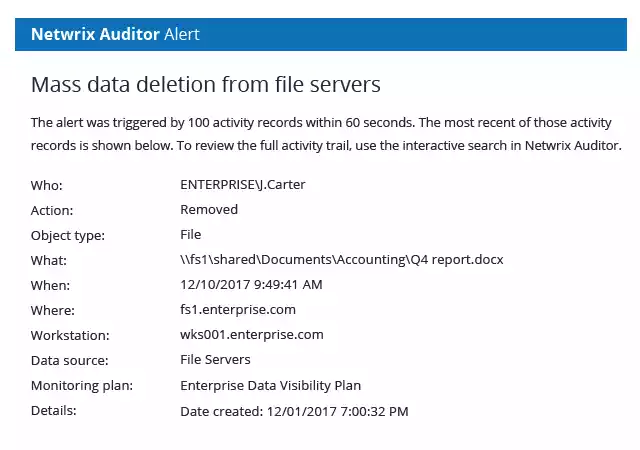 Netwrix Auditor Alert
Mass data deletion from file servers
The alert was triggered by 100 activity records within 60 seconds. The most recent of those activity
records is shown below. To review the full activity trail, use the interactive search in Netwrix Auditor.
Who: ENTERPRISE\J.Carter
Action: Removed
Object type: File
What: \\fs1\shared\Documents\Accounting\Q4 report.docx
When: 12/10/2017 9:49:41 AM
Where: fs1.enterprise.com
Workstation: wks001.enterprise.com
Data source: File Servers
Monitoring plan: Enterprise Data Visibility Plan
Details: Date created: 12/01/2017 7:00:32 PM